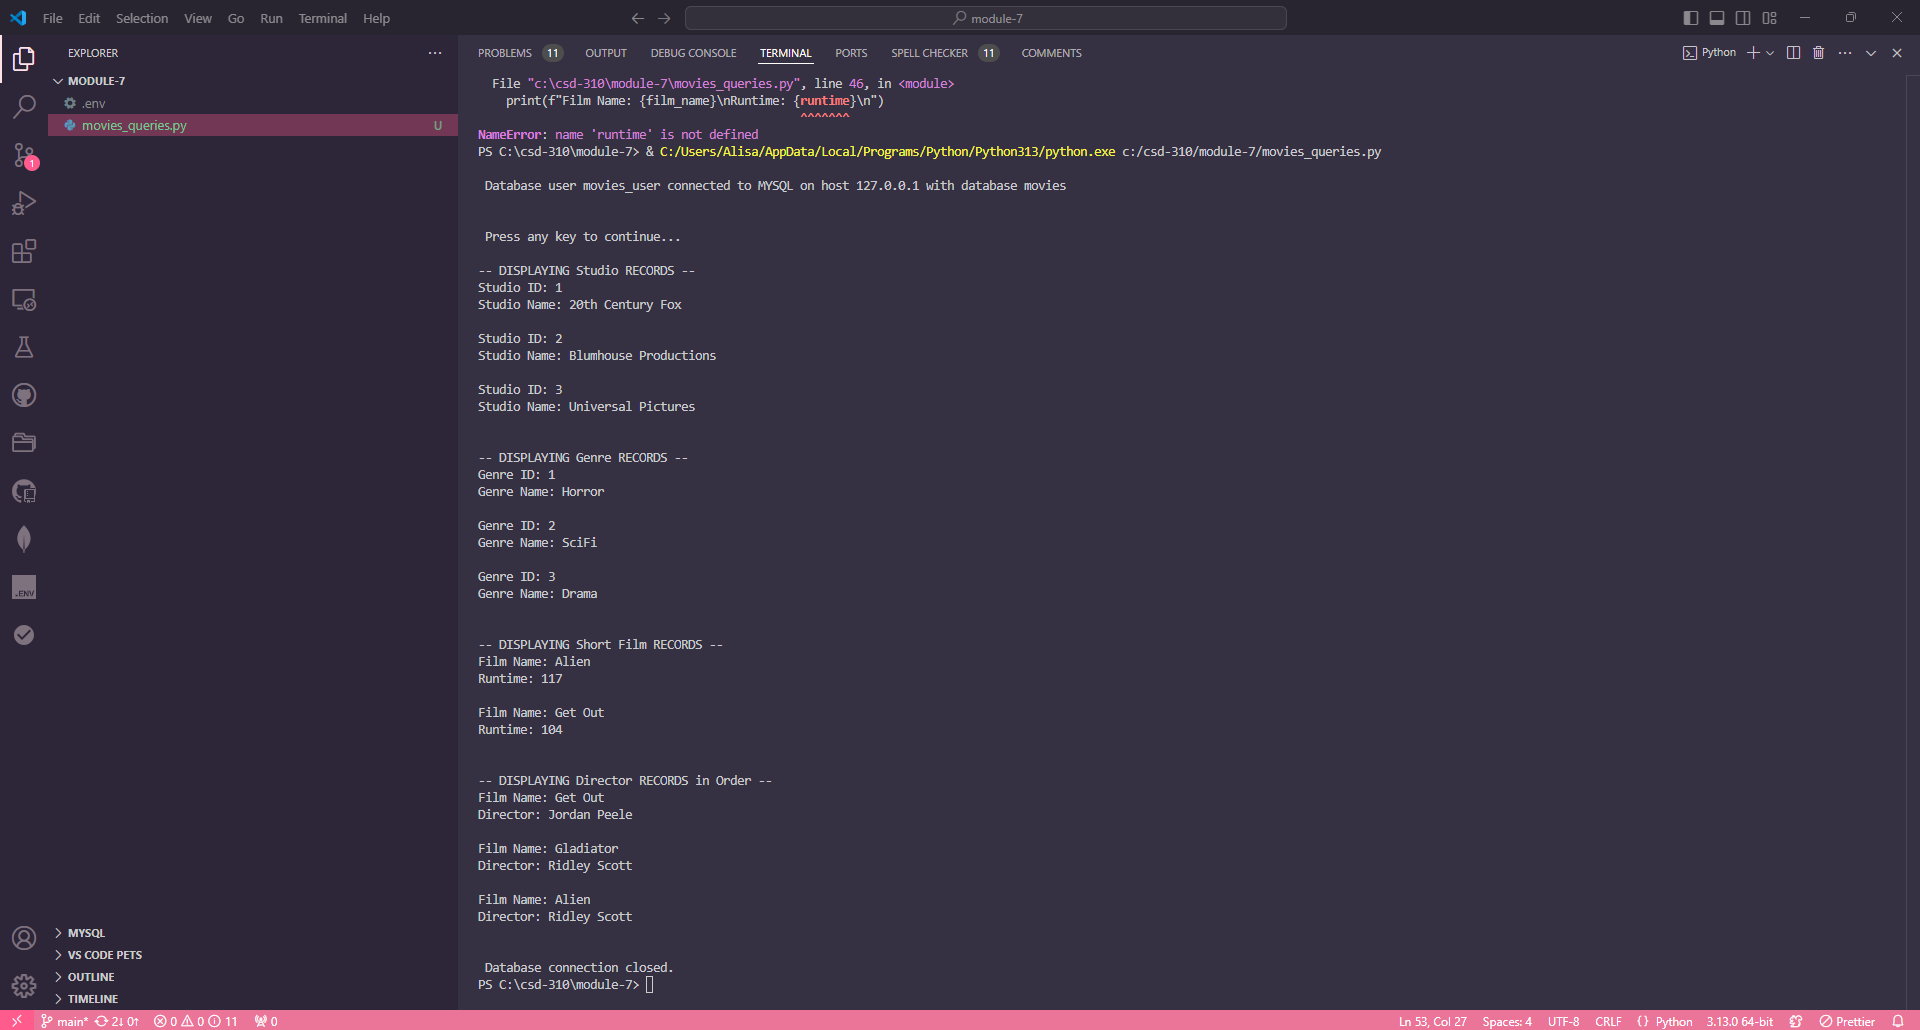 File Edit Selection View Go Run Terminal Help
module-7
EXPLORER
MODULE-7
.env
movies_queries.py U
1
.ENV
MYSQL
VS CODE PETS
OUTLINE
TIMELINE
PROBLEMS 11 OUTPUT DEBUG CONSOLE TERMINAL PORTS SPELL CHECKER 11 COMMENTS
Python
File "c:\csd-310\module-7\movies_queries.py", line 46, in <module>
print(f"Film Name: {film_name}\nRuntime: {runtime}\n")
^^^^^^^
NameError: name 'runtime' is not defined
PS C:\csd-310\module-7> & C:/Users/Alisa/AppData/Local/Programs/Python/Python313/python.exe c:/csd-310/module-7/movies_queries.py
Database user movies_user connected to MYSQL on host 127.0.0.1 with database movies
Press any key to continue...
-- DISPLAYING Studio RECORDS --
Studio ID: 1
Studio Name: 20th Century Fox
Studio ID: 2
Studio Name: Blumhouse Productions
Studio ID: 3
Studio Name: Universal Pictures
-- DISPLAYING Genre RECORDS --
Genre ID: 1
Genre Name: Horror
Genre ID: 2
Genre Name: SciFi
Genre ID: 3
Genre Name: Drama
-- DISPLAYING Short Film RECORDS --
Film Name: Alien
Runtime: 117
Film Name: Get Out
Runtime: 104
-- DISPLAYING Director RECORDS in Order --
Film Name: Get Out
Director: Jordan Peele
Film Name: Gladiator
Director: Ridley Scott
Film Name: Alien
Director: Ridley Scott
Database connection closed.
PS C:\csd-310\module-7>
main* 2↓ 0↑ 0 0 11 0
Ln 53, Col 27 Spaces: 4 UTF-8 CRLF {} Python 3.13.0 64-bit Prettier